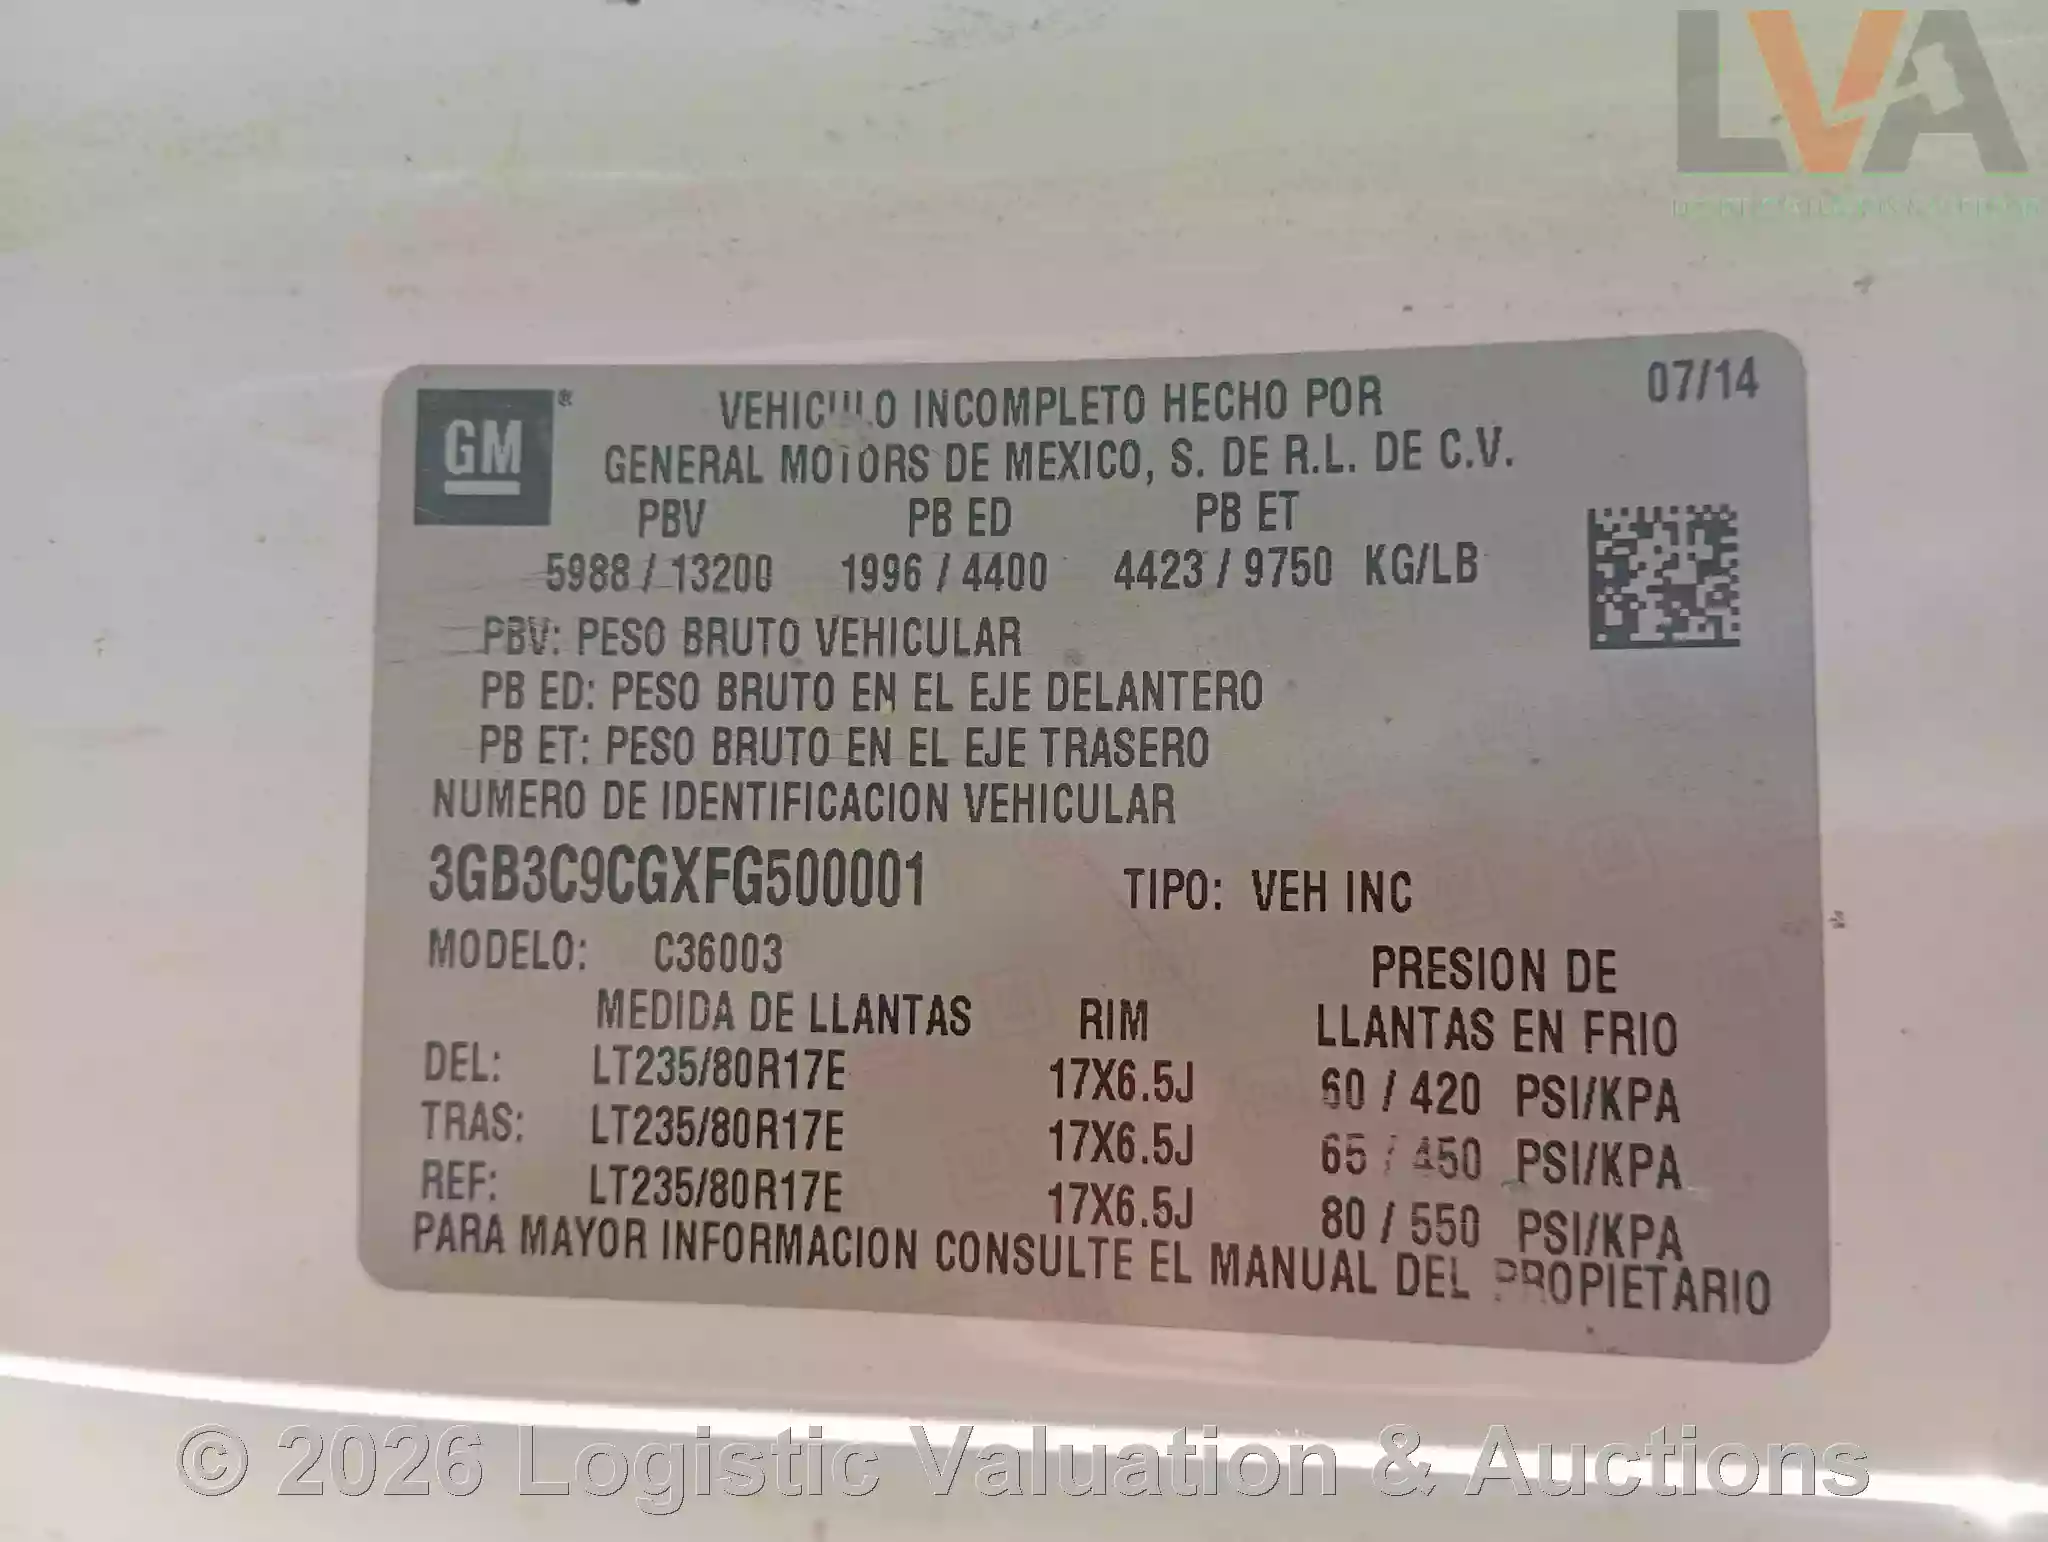 LVA
07/14
GM®
VEHICULO INCOMPLETO HECHO POR
GENERAL MOTORS DE MEXICO, S. DE R.L. DE C.V.
PBV PB ED PB ET
5988 / 13200 1996 / 4400 4423 / 9750 KG/LB
PBV: PESO BRUTO VEHICULAR
PB ED: PESO BRUTO EN EL EJE DELANTERO
PB ET: PESO BRUTO EN EL EJE TRASERO
NUMERO DE IDENTIFICACION VEHICULAR
3GB3C9CGXFG500001 TIPO: VEH INC
MODELO: C36003 PRESION DE
MEDIDA DE LLANTAS RIM LLANTAS EN FRIO
DEL: LT235/80R17E 17X6.5J 60 / 420 PSI/KPA
TRAS: LT235/80R17E 17X6.5J 65 / 450 PSI/KPA
REF: LT235/80R17E 17X6.5J 80 / 550 PSI/KPA
PARA MAYOR INFORMACION CONSULTE EL MANUAL DEL PROPIETARIO
© 2026 Logistic Valuation & Auctions